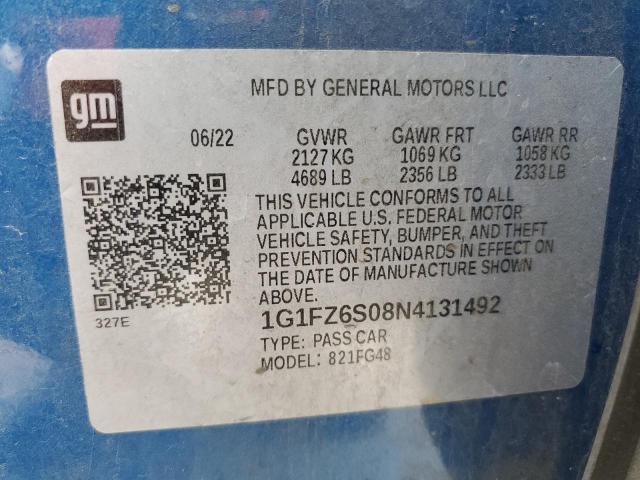 gm
MFD BY GENERAL MOTORS LLC
06/22 GVWR GAWR FRT GAWR RR
2127 KG 1069 KG 1058 KG
4689 LB 2356 LB 2333 LB
THIS VEHICLE CONFORMS TO ALL
APPLICABLE U.S. FEDERAL MOTOR
VEHICLE SAFETY, BUMPER, AND THEFT
PREVENTION STANDARDS IN EFFECT ON
THE DATE OF MANUFACTURE SHOWN
ABOVE.
327E
1G1FZ6S08N4131492
TYPE: PASS CAR
MODEL: 821FG48